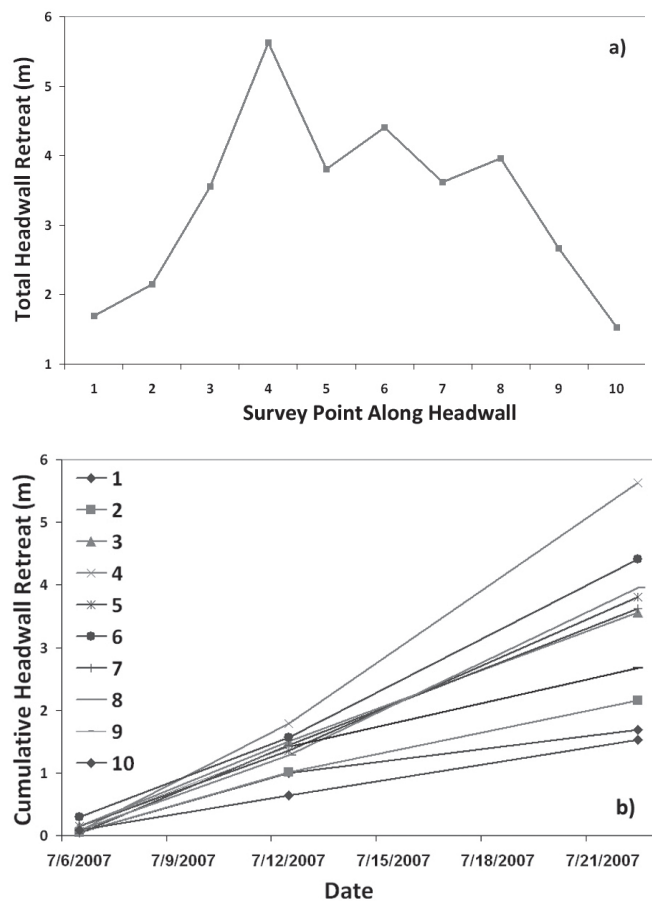 6
a)
5
4
3
2
1
Total Headwall Retreat (m)
1 2 3 4 5 6 7 8 9 10
Survey Point Along Headwall
6
5
4
3
2
1
0
Cumulative Headwall Retreat (m)
1
2
3
4
5
6
7
8
9
10
b)
7/6/2007 7/9/2007 7/12/2007 7/15/2007 7/18/2007 7/21/2007
Date